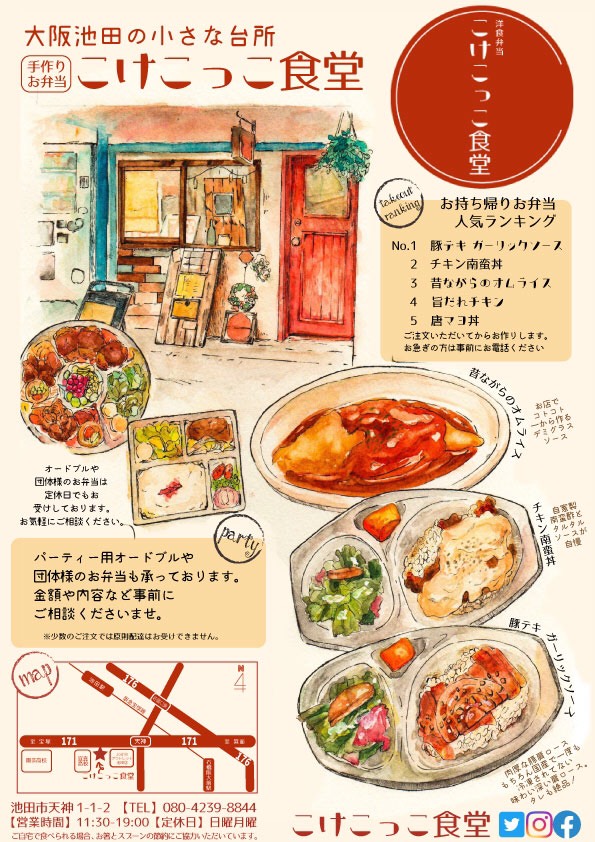 大阪池田の小さな台所
手作り
お弁当
こけこっこ食堂
洋食弁当
こけこっこ食堂
takeout
ranking
お持ち帰りお弁当
人気ランキング
No.1 豚テキ ガーリックソース
2 チキン南蛮丼
3 昔ながらのオムライス
4 旨だれチキン
5 唐マヨ丼
ご注文いただいてからお作りします。
お急ぎの方は事前にお電話ください
昔ながらのオムライス
お店で
コトコト
一から作る
デミグラス
ソース
オードブルや
団体様のお弁当は
定休日でもお
受けしております。
お気軽にご相談ください。
チキン南蛮丼
自家製
南蛮酢と
タルタル
ソースが
自慢
party
パーティー用オードブルや
団体様のお弁当も承っております。
金額や内容など事前に
ご相談くださいませ。
※少数のご注文では原則配達はお受けできません。
豚テキ ガーリックソース
肉厚な肩ロース
もちろん国産で一度も
冷凍されてない
味わい深い肩ロース。
タレも絶品！
map
N
4
176
171
天神
171
176
至 宝塚
至 箕面
こけこっこ食堂
池田市天神1-1-2 【TEL】 080-4239-8844
【営業時間】11:30-19:00【定休日】日曜月曜
ご自宅で食べられる場合、お箸とスプーンの節約にご協力いただいています。
こけこっこ食堂